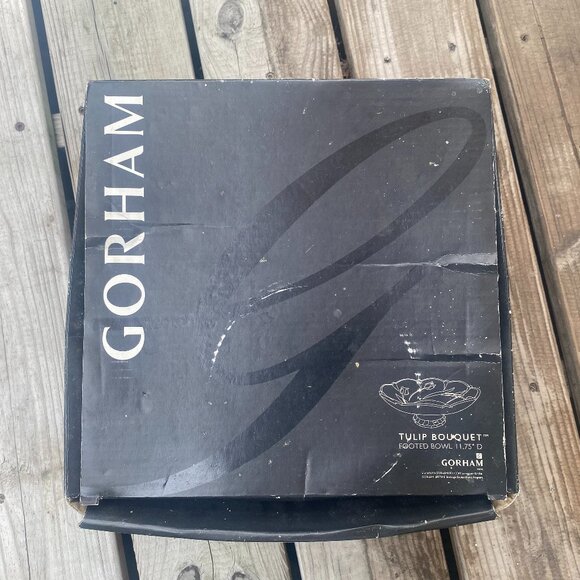 GORHAM
TULIP BOUQUET™
FOOTED BOWL 11.75" D
G
GORHAM